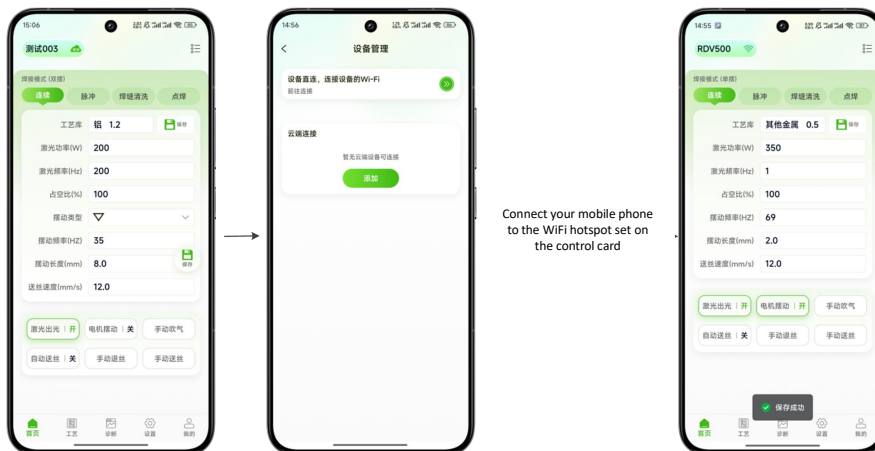 15:06
测试003
焊接模式 (双摆)
连续 脉冲 焊缝清洗 点焊
工艺库 铝 1.2 保存
激光功率(W) 200
激光频率(Hz) 200
占空比(%) 100
摆动类型
摆动频率(HZ) 35
摆动长度(mm) 8.0 保存
送丝速度(mm/s) 12.0
激光出光 | 开 电机摆动 | 关 手动吹气
自动送丝 | 关 手动退丝 手动送丝
首页 工艺 诊断 设置 我的
14:56
设备管理
设备直连，连接设备的Wi-Fi
前往连接
云端连接
暂无云端设备可连接
添加
Connect your mobile phone
to the WiFi hotspot set on
the control card
14:55
RDV500
焊接模式 (单摆)
连续 脉冲 焊缝清洗 点焊
工艺库 其他金属 0.5 保存
激光功率(W) 350
激光频率(Hz) 1
占空比(%) 100
摆动频率(HZ) 69
摆动长度(mm) 2.0
送丝速度(mm/s) 12.0
激光出光 | 开 电机摆动 | 开 手动吹气
自动送丝 | 关 手动退丝 手动送丝
保存成功
首页 工艺 诊断 设置 我的